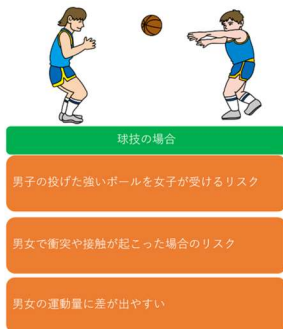 球技の場合
男子の投げた強いボールを女子が受けるリスク
男女で衝突や接触が起こった場合のリスク
男女の運動量に差が出やすい